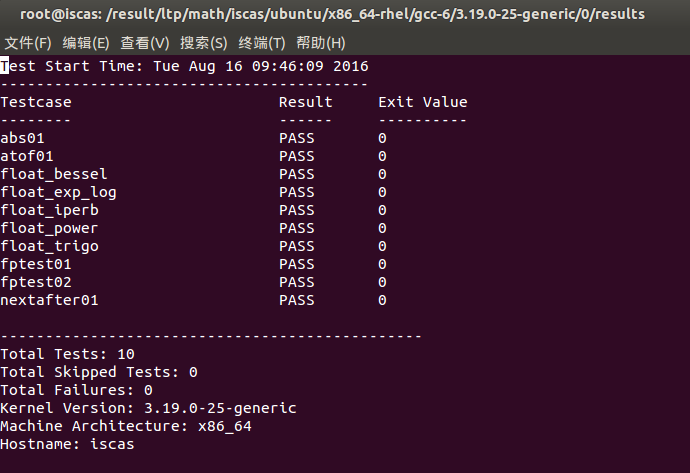 root@iscas: /result/ltp/math/iscas/ubuntu/x86_64-rhel/gcc-6/3.19.0-25-generic/0/results
文件(F) 编辑(E) 查看(V) 搜索(S) 终端(T) 帮助(H)
Test Start Time: Tue Aug 16 09:46:09 2016
-----------------------------------------
Testcase                       Result     Exit Value
--------                       ------     ----------
abs01                          PASS       0
atof01                         PASS       0
float_bessel                   PASS       0
float_exp_log                  PASS       0
float_iperb                    PASS       0
float_power                    PASS       0
float_trigo                    PASS       0
fptest01                       PASS       0
fptest02                       PASS       0
nextafter01                    PASS       0
-----------------------------------------------
Total Tests: 10
Total Skipped Tests: 0
Total Failures: 0
Kernel Version: 3.19.0-25-generic
Machine Architecture: x86_64
Hostname: iscas